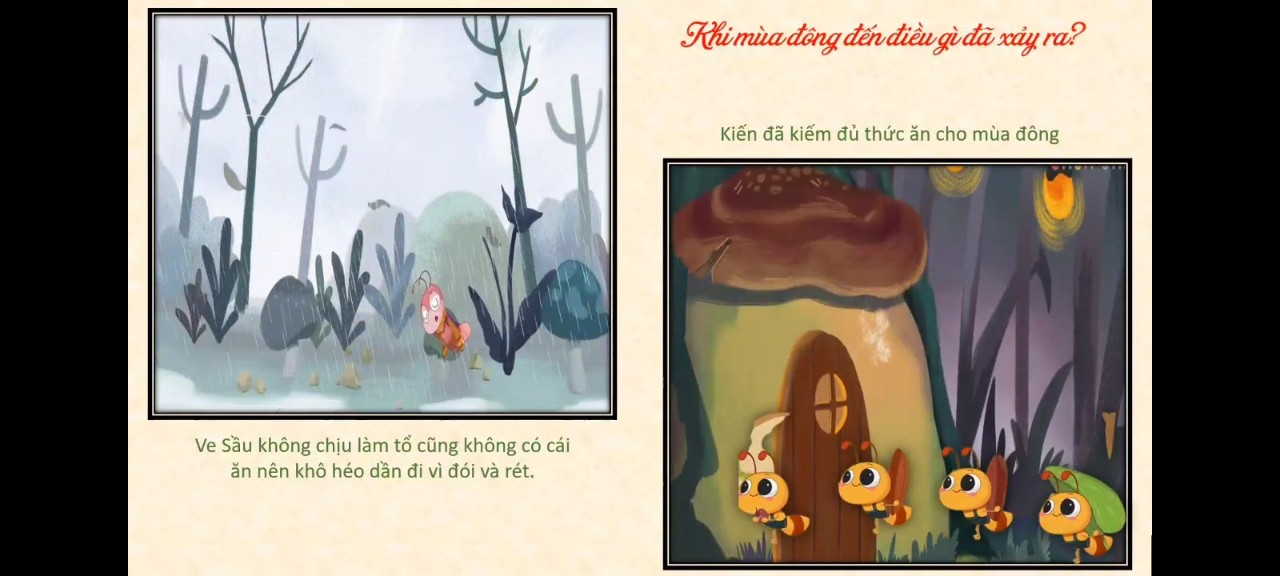 Khi mùa đông đến điều gì đã xảy ra?
Kiến đã kiếm đủ thức ăn cho mùa đông
Ve Sầu không chịu làm tổ cũng không có cái
ăn nên khô héo dần đi vì đói và rét.